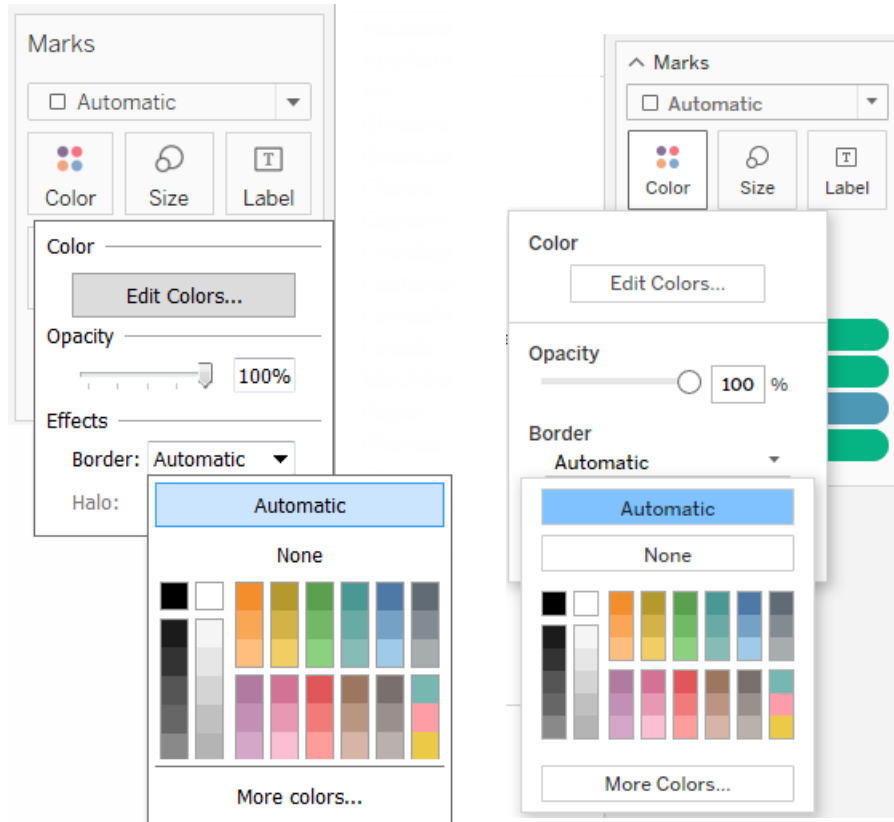 Marks
Automatic
Color Size Label
Color
Edit Colors...
Opacity
100%
Effects
Border: Automatic
Halo:
Automatic
None
More colors...
Marks
Automatic
Color Size Label
Color
Edit Colors...
Opacity
100 %
Border
Automatic
Automatic
None
More Colors...